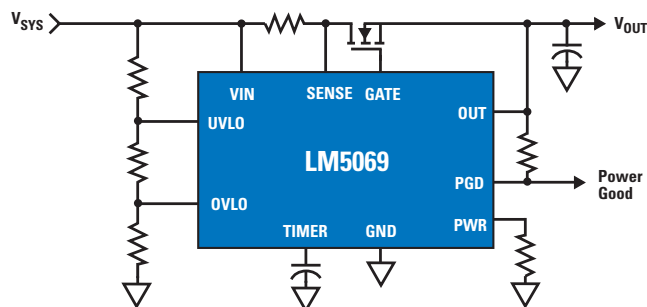 VSYS
VOUT
VIN
SENSE
GATE
UVLO
OUT
LM5069
PGD
Power
Good
OVLO
TIMER
GND
PWR